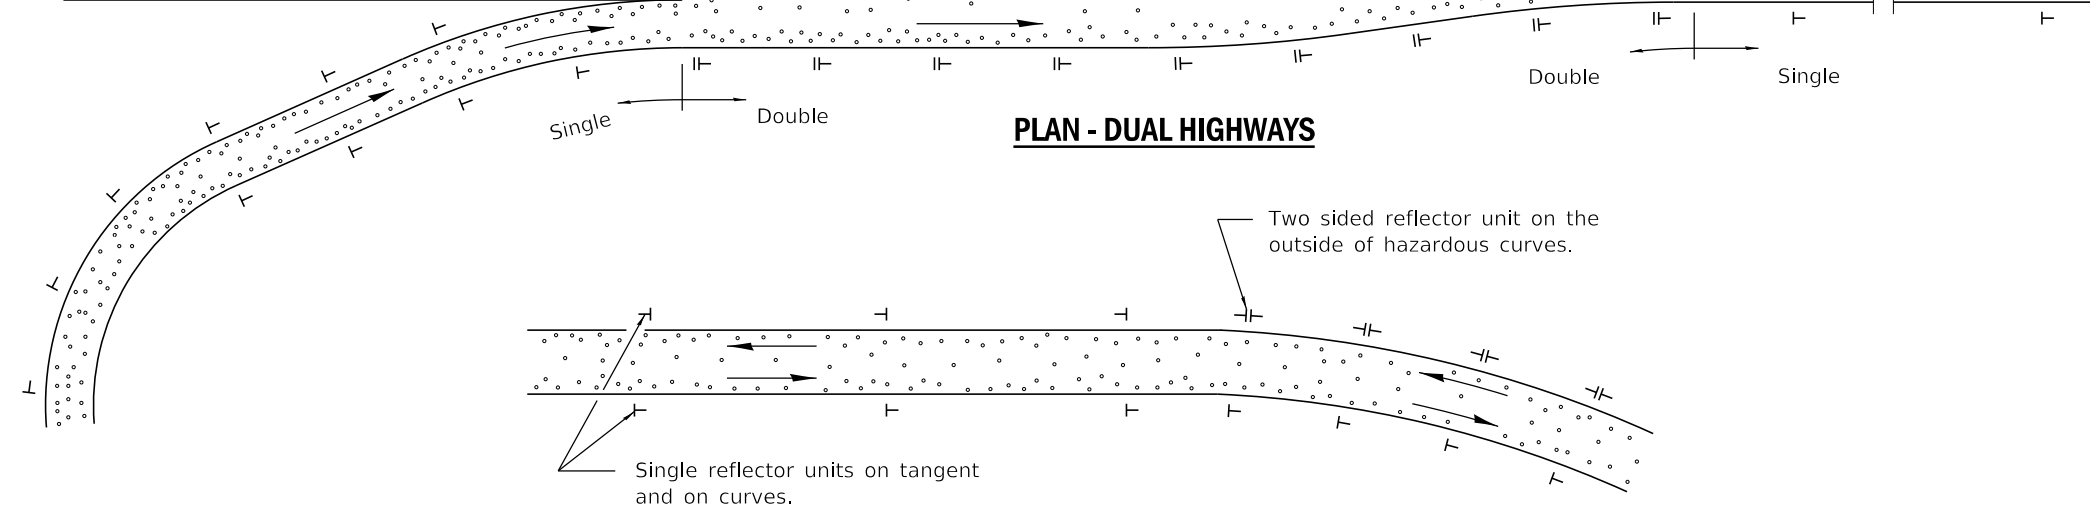 Double
Single
Single
Double
PLAN - DUAL HIGHWAYS
Two sided reflector unit on the
outside of hazardous curves.
Single reflector units on tangent
and on curves.